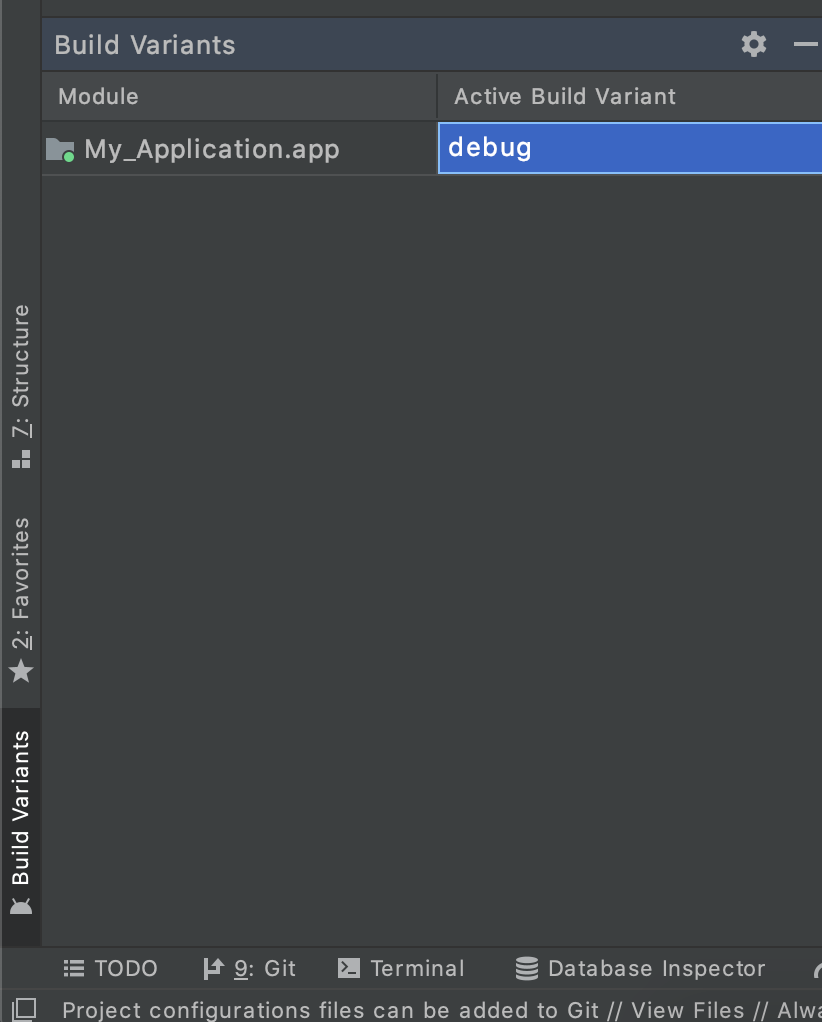 Build Variants
Module
Active Build Variant
My_Application.app
debug
7: Structure
2: Favorites
Build Variants
TODO
9: Git
Terminal
Database Inspector
Project configurations files can be added to Git // View Files // Alwa